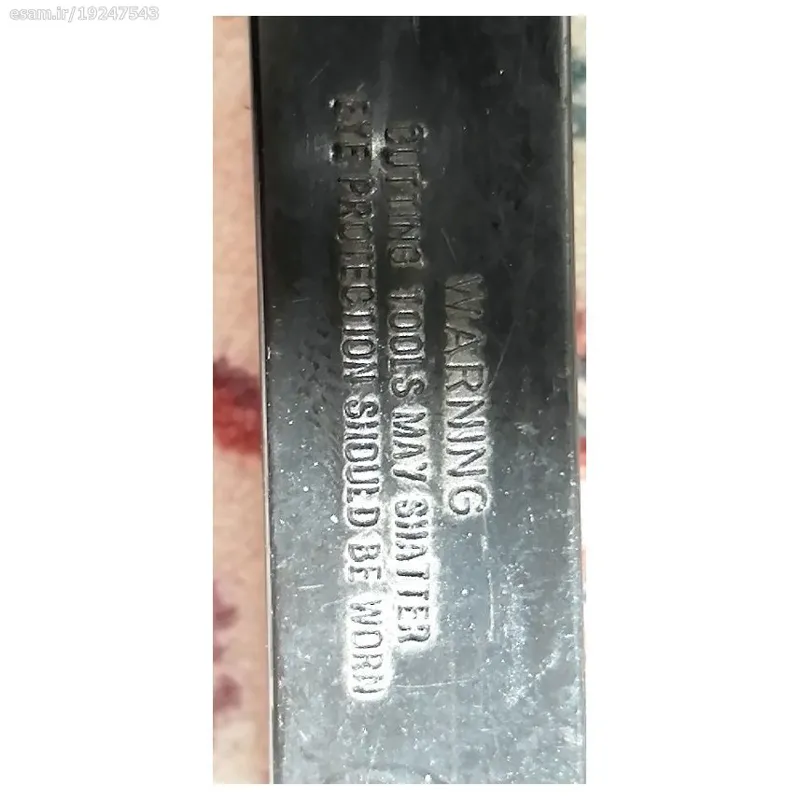 esam.ir/19247543
WARNING
CUTTING TOOLS MAY SHATTER
EYE PROTECTION SHOULD BE WORN